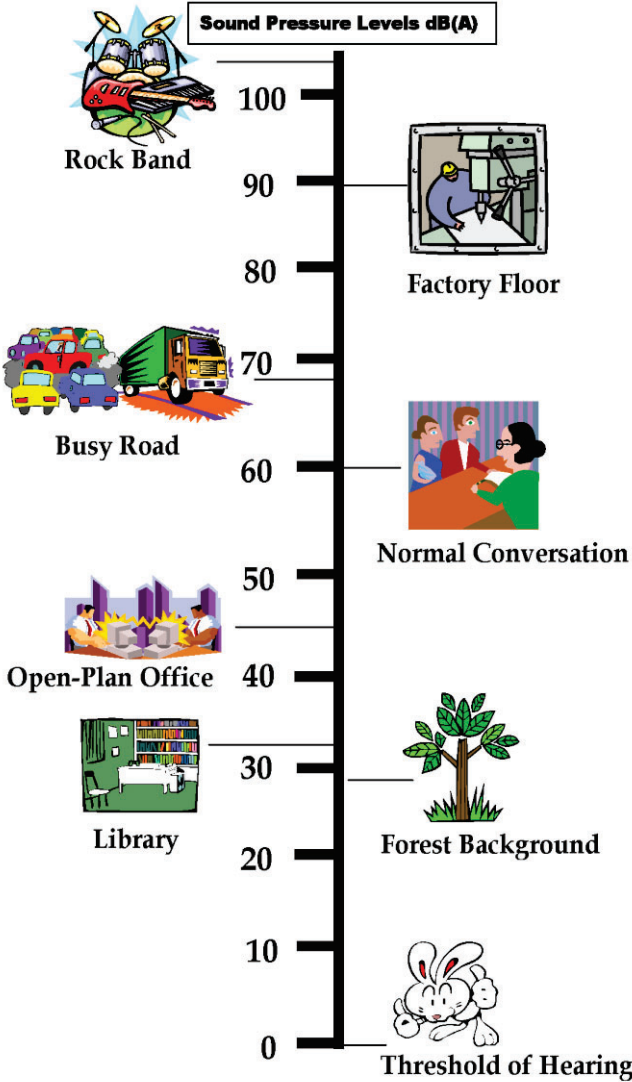 Sound Pressure Levels dB(A)
100
Rock Band
90
80
Factory Floor
70
Busy Road
60
Normal Conversation
50
Open-Plan Office
40
30
Library
Forest Background
20
10
0
Threshold of Hearing